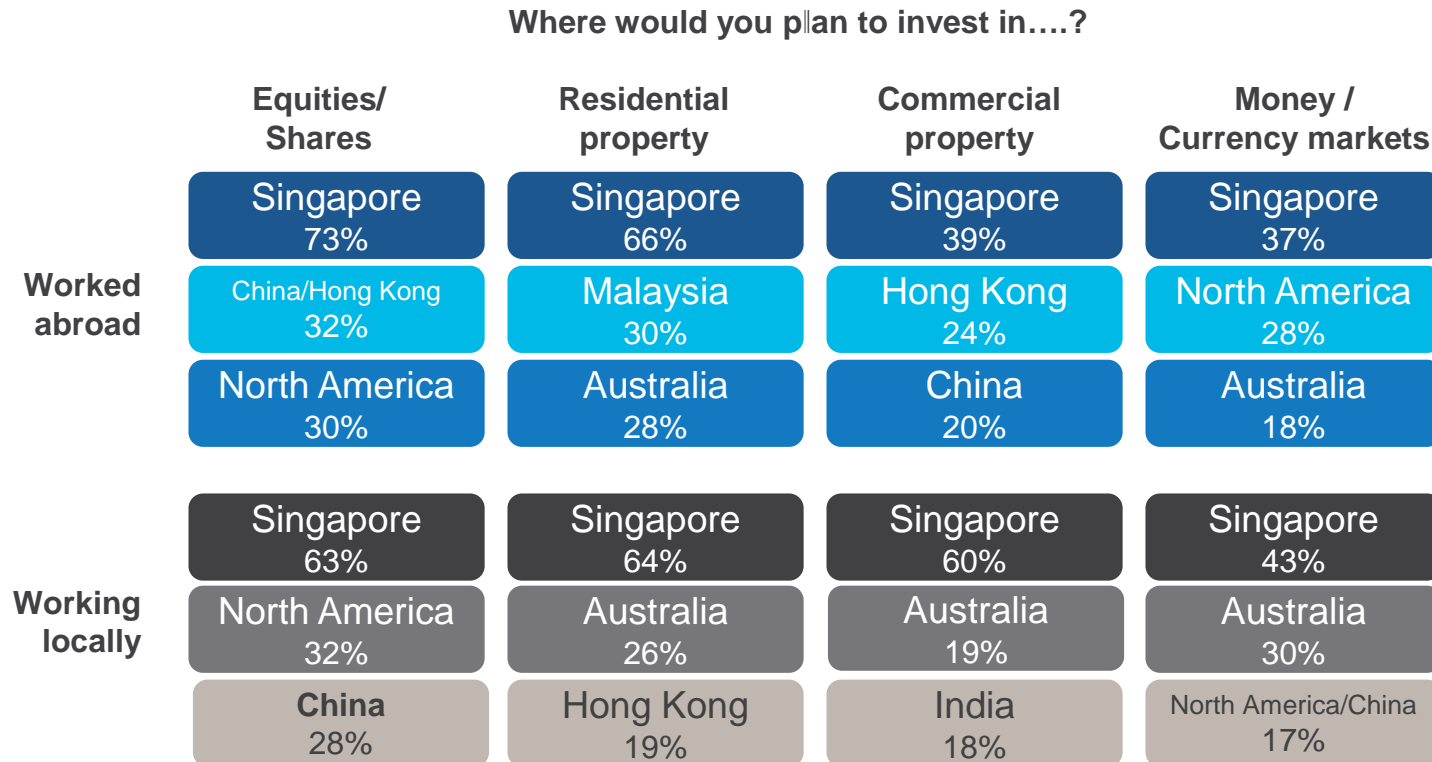 Where would you plan to invest in….?
Equities/
Shares
Residential
property
Commercial
property
Money /
Currency markets
Worked
abroad
Singapore
73%
Singapore
66%
Singapore
39%
Singapore
37%
China/Hong Kong
32%
Malaysia
30%
Hong Kong
24%
North America
28%
North America
30%
Australia
28%
China
20%
Australia
18%
Working
locally
Singapore
63%
Singapore
64%
Singapore
60%
Singapore
43%
North America
32%
Australia
26%
Australia
19%
Australia
30%
China
28%
Hong Kong
19%
India
18%
North America/China
17%